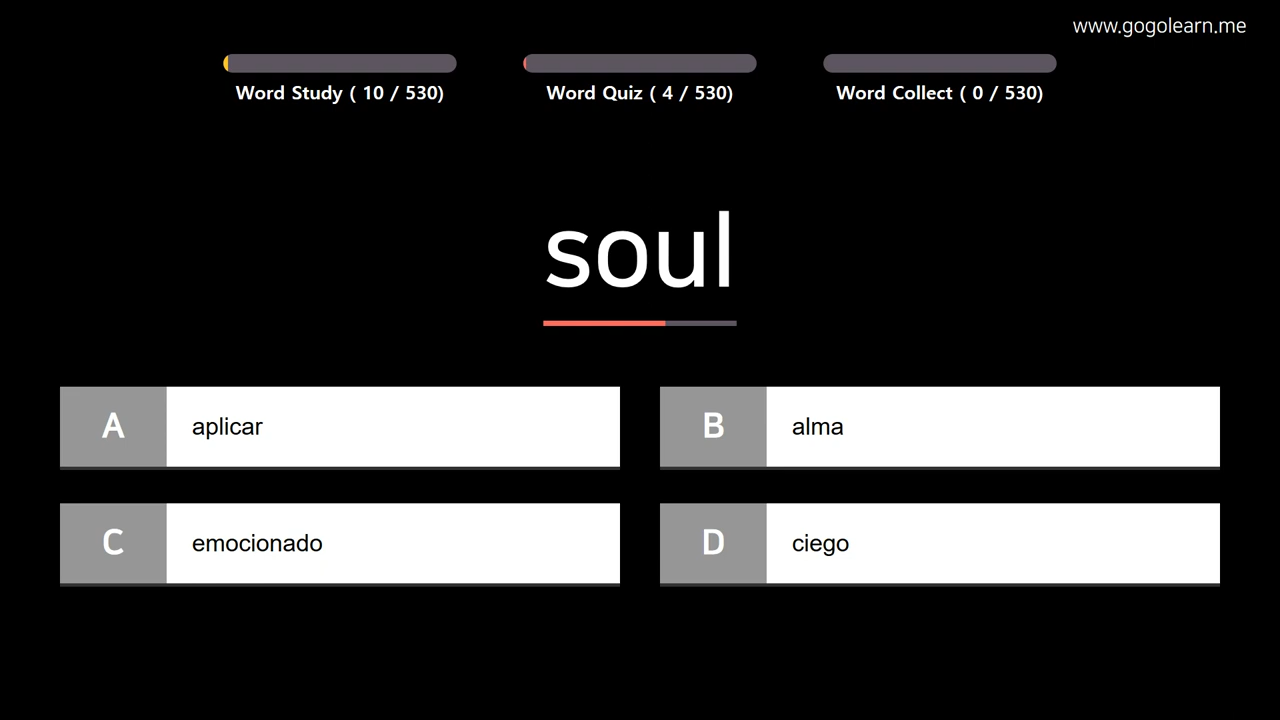 www.gogolearn.me
Word Study ( 10 / 530)
Word Quiz ( 4 / 530)
Word Collect ( 0 / 530)
soul
A aplicar
B alma
C emocionado
D ciego